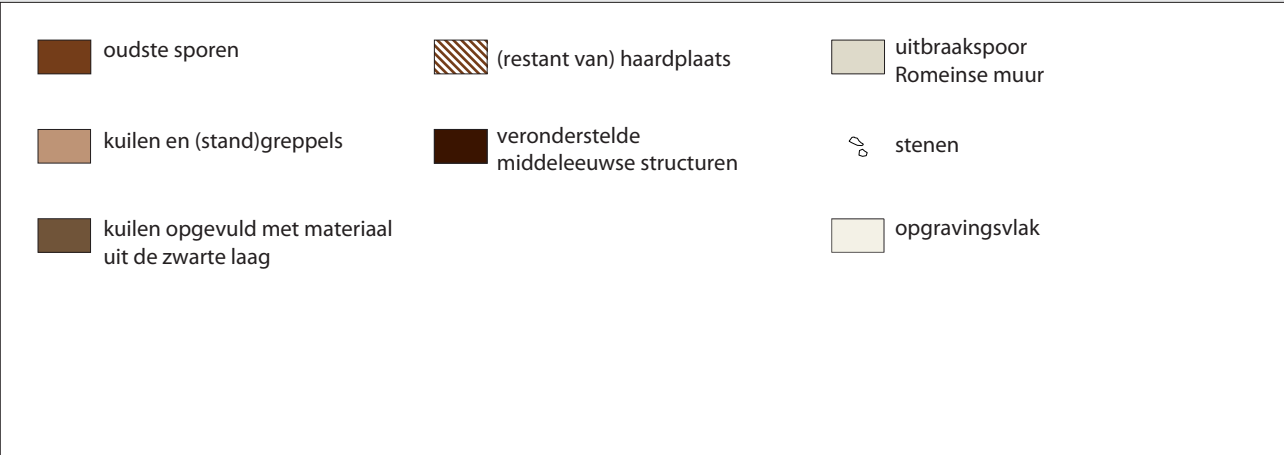 oudste sporen
kuilen en (stand)greppels
kuilen opgevuld met materiaal
uit de zwarte laag
(restant van) haardplaats
veronderstelde
middeleeuwse structuren
uitbraakspoor
Romeinse muur
stenen
opgravingsvlak